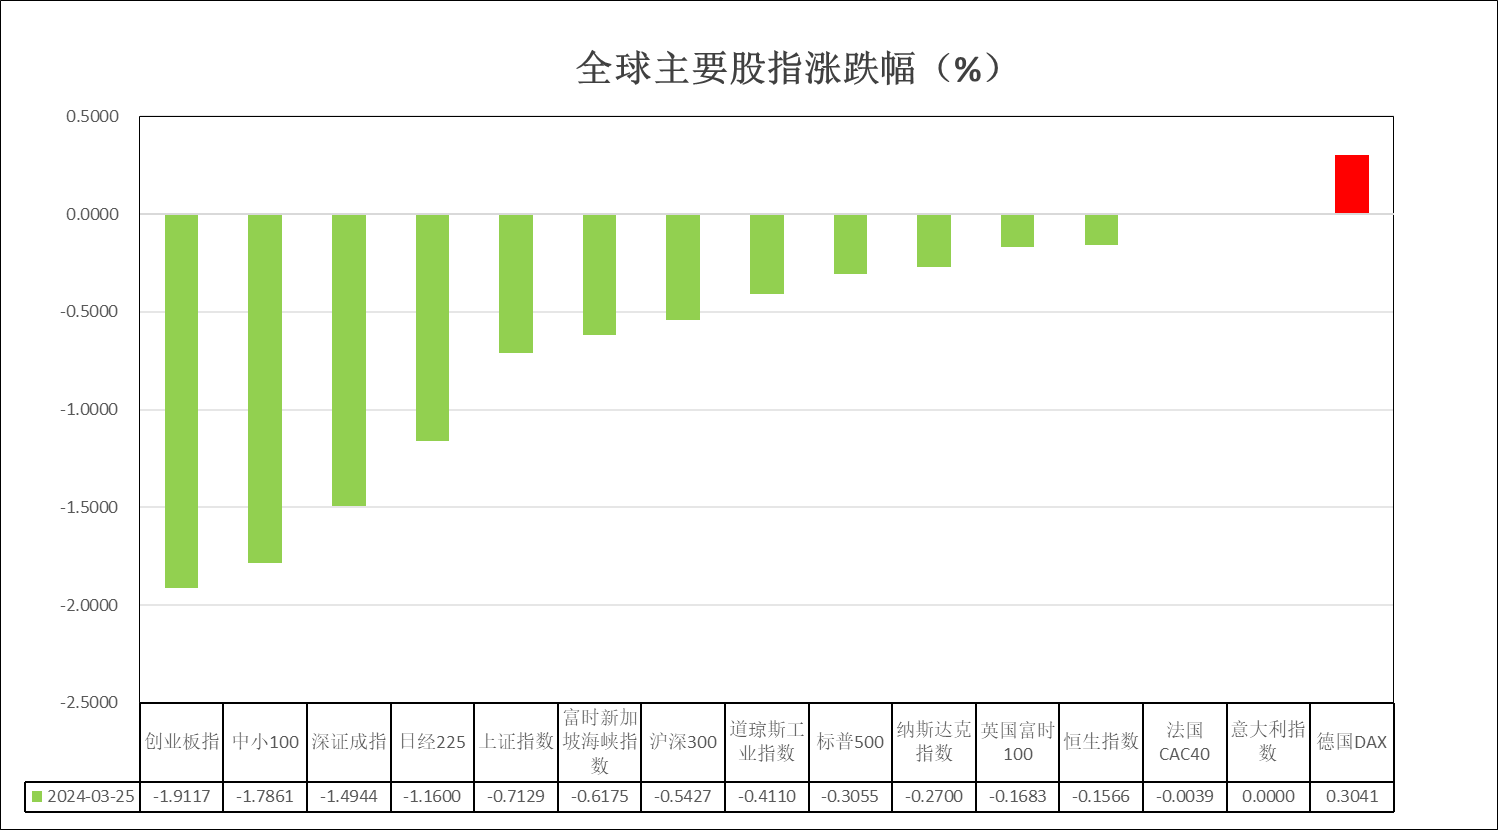 全球主要股指涨跌幅（%）
0.5000
0.0000
-0.5000
-1.0000
-1.5000
-2.0000
-2.5000
创业板指
中小100
深证成指
日经225
上证指数
富时新加
坡海峡指
数
沪深300
道琼斯工
业指数
标普500
纳斯达克
指数
英国富时
100
恒生指数
法国
CAC40
意大利指
数
德国DAX
2024-03-25 -1.9117 -1.7861 -1.4944 -1.1600 -0.7129 -0.6175 -0.5427 -0.4110 -0.3055 -0.2700 -0.1683 -0.1566 -0.0039 0.0000 0.3041